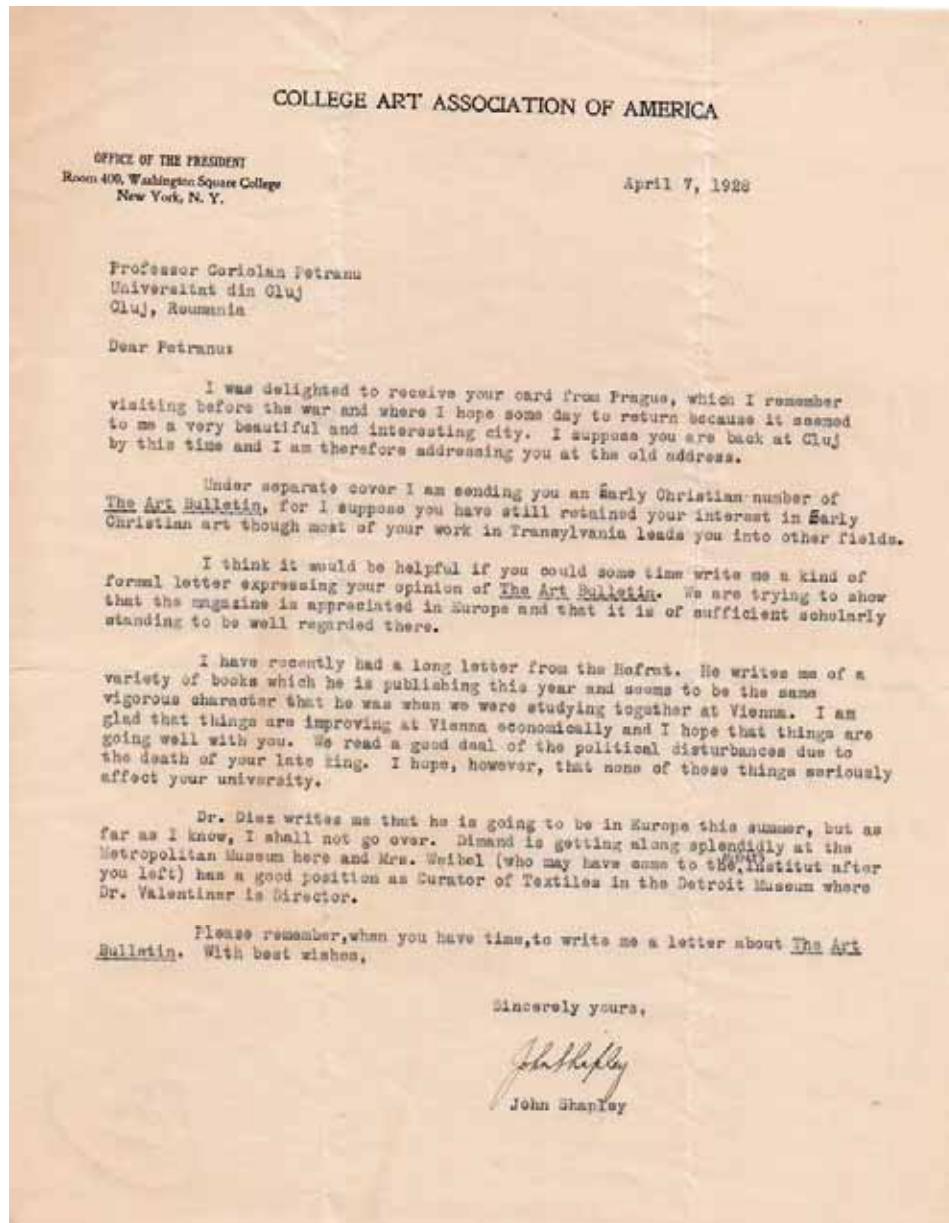 COLLEGE ART ASSOCIATION OF AMERICA
OFFICE OF THE PRESIDENT
Room 400, Washington Square College
New York, N. Y.
April 7, 1928
Professor Coriolan Petranu
Universitat din Cluj
Cluj, Roumania
Dear Petranu:
I was delighted to receive your card from Prague, which I remember
visiting before the war and where I hope some day to return because it seemed
to me a very beautiful and interesting city. I suppose you are back at Cluj
by this time and I am therefore addressing you at the old address.
Under separate cover I am sending you an Early Christian number of
The Art Bulletin, for I suppose you have still retained your interest in Early
Christian art though most of your work in Transylvania leads you into other fields.
I think it would be helpful if you could some time write me a kind of
formal letter expressing your opinion of The Art Bulletin. We are trying to show
that the magazine is appreciated in Europe and that it is of sufficient scholarly
standing to be well regarded there.
I have recently had a long letter from the Hofrat. He writes me of a
variety of books which he is publishing this year and seems to be the same
vigorous character that he was when we were studying together at Vienna. I am
glad that things are improving at Vienna economically and I hope that things are
going well with you. We read a good deal of the political disturbances due to
the death of your late king. I hope, however, that none of these things seriously
affect your university.
Dr. Diez writes me that he is going to be in Europe this summer, but as
far as I know, I shall not go over. Dimand is getting along splendidly at the
Metropolitan Museum here and Mrs. Weibel (who may have come to the Institut after
you left) has a good position as Curator of Textiles in the Detroit Museum where
Dr. Valentiner is Director.
Please remember,when you have time,to write me a letter about The Art
Bulletin. With best wishes,
Sincerely yours,
John Shapley
John Shapley